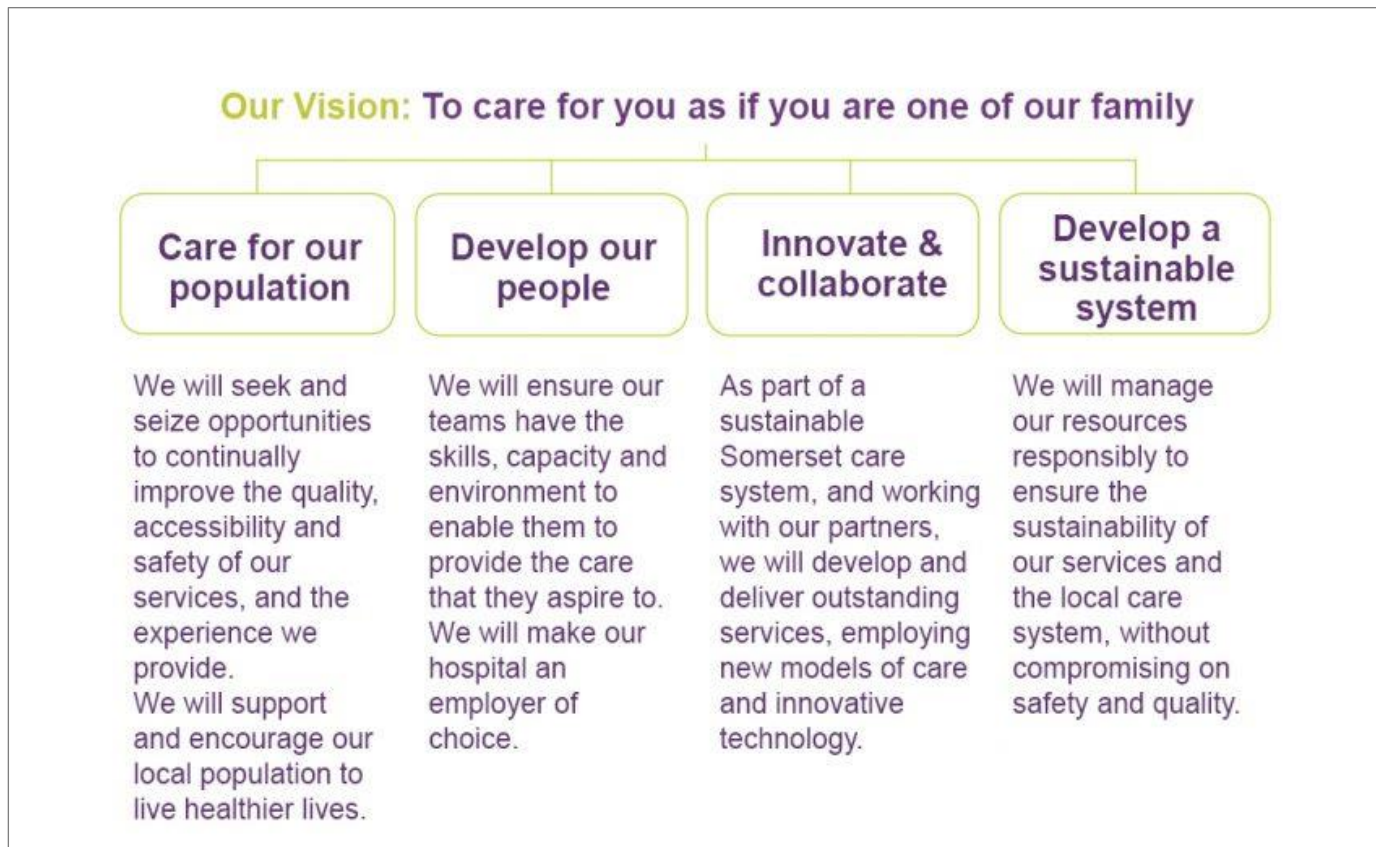 Our Vision: To care for you as if you are one of our family
Care for our
population
We will seek and
seize opportunities
to continually
improve the quality,
accessibility and
safety of our
services, and the
experience we
provide.
We will support
and encourage our
local population to
live healthier lives.
Develop our
people
We will ensure our
teams have the
skills, capacity and
environment to
enable them to
provide the care
that they aspire to.
We will make our
hospital an
employer of
choice.
Innovate &
collaborate
As part of a
sustainable
Somerset care
system, and working
with our partners,
we will develop and
deliver outstanding
services, employing
new models of care
and innovative
technology.
Develop a
sustainable
system
We will manage
our resources
responsibly to
ensure the
sustainability of
our services and
the local care
system, without
compromising on
safety and quality.